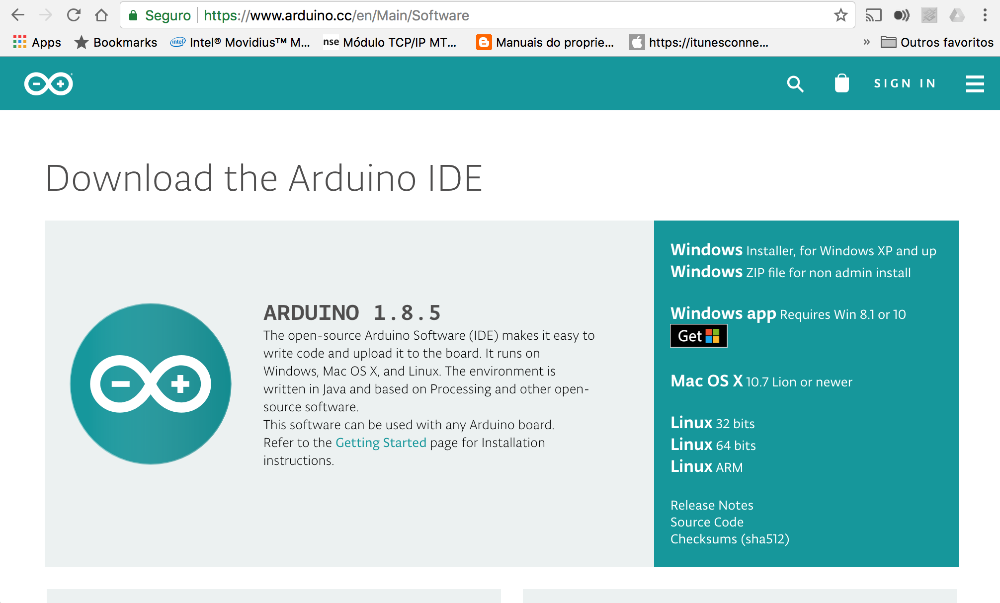 Seguro https://www.arduino.cc/en/Main/Software
Apps Bookmarks intel Intel® Movidius™ M... nse Módulo TCP/IP MT... Manuais do proprie... https://itunesconne... » Outros favoritos
SIGN IN
Download the Arduino IDE
ARDUINO 1.8.5
The open-source Arduino Software (IDE) makes it easy to
write code and upload it to the board. It runs on
Windows, Mac OS X, and Linux. The environment is
written in Java and based on Processing and other open-
source software.
This software can be used with any Arduino board.
Refer to the Getting Started page for Installation
instructions.
Windows Installer, for Windows XP and up
Windows ZIP file for non admin install
Windows app Requires Win 8.1 or 10
Get
Mac OS X 10.7 Lion or newer
Linux 32 bits
Linux 64 bits
Linux ARM
Release Notes
Source Code
Checksums (sha512)